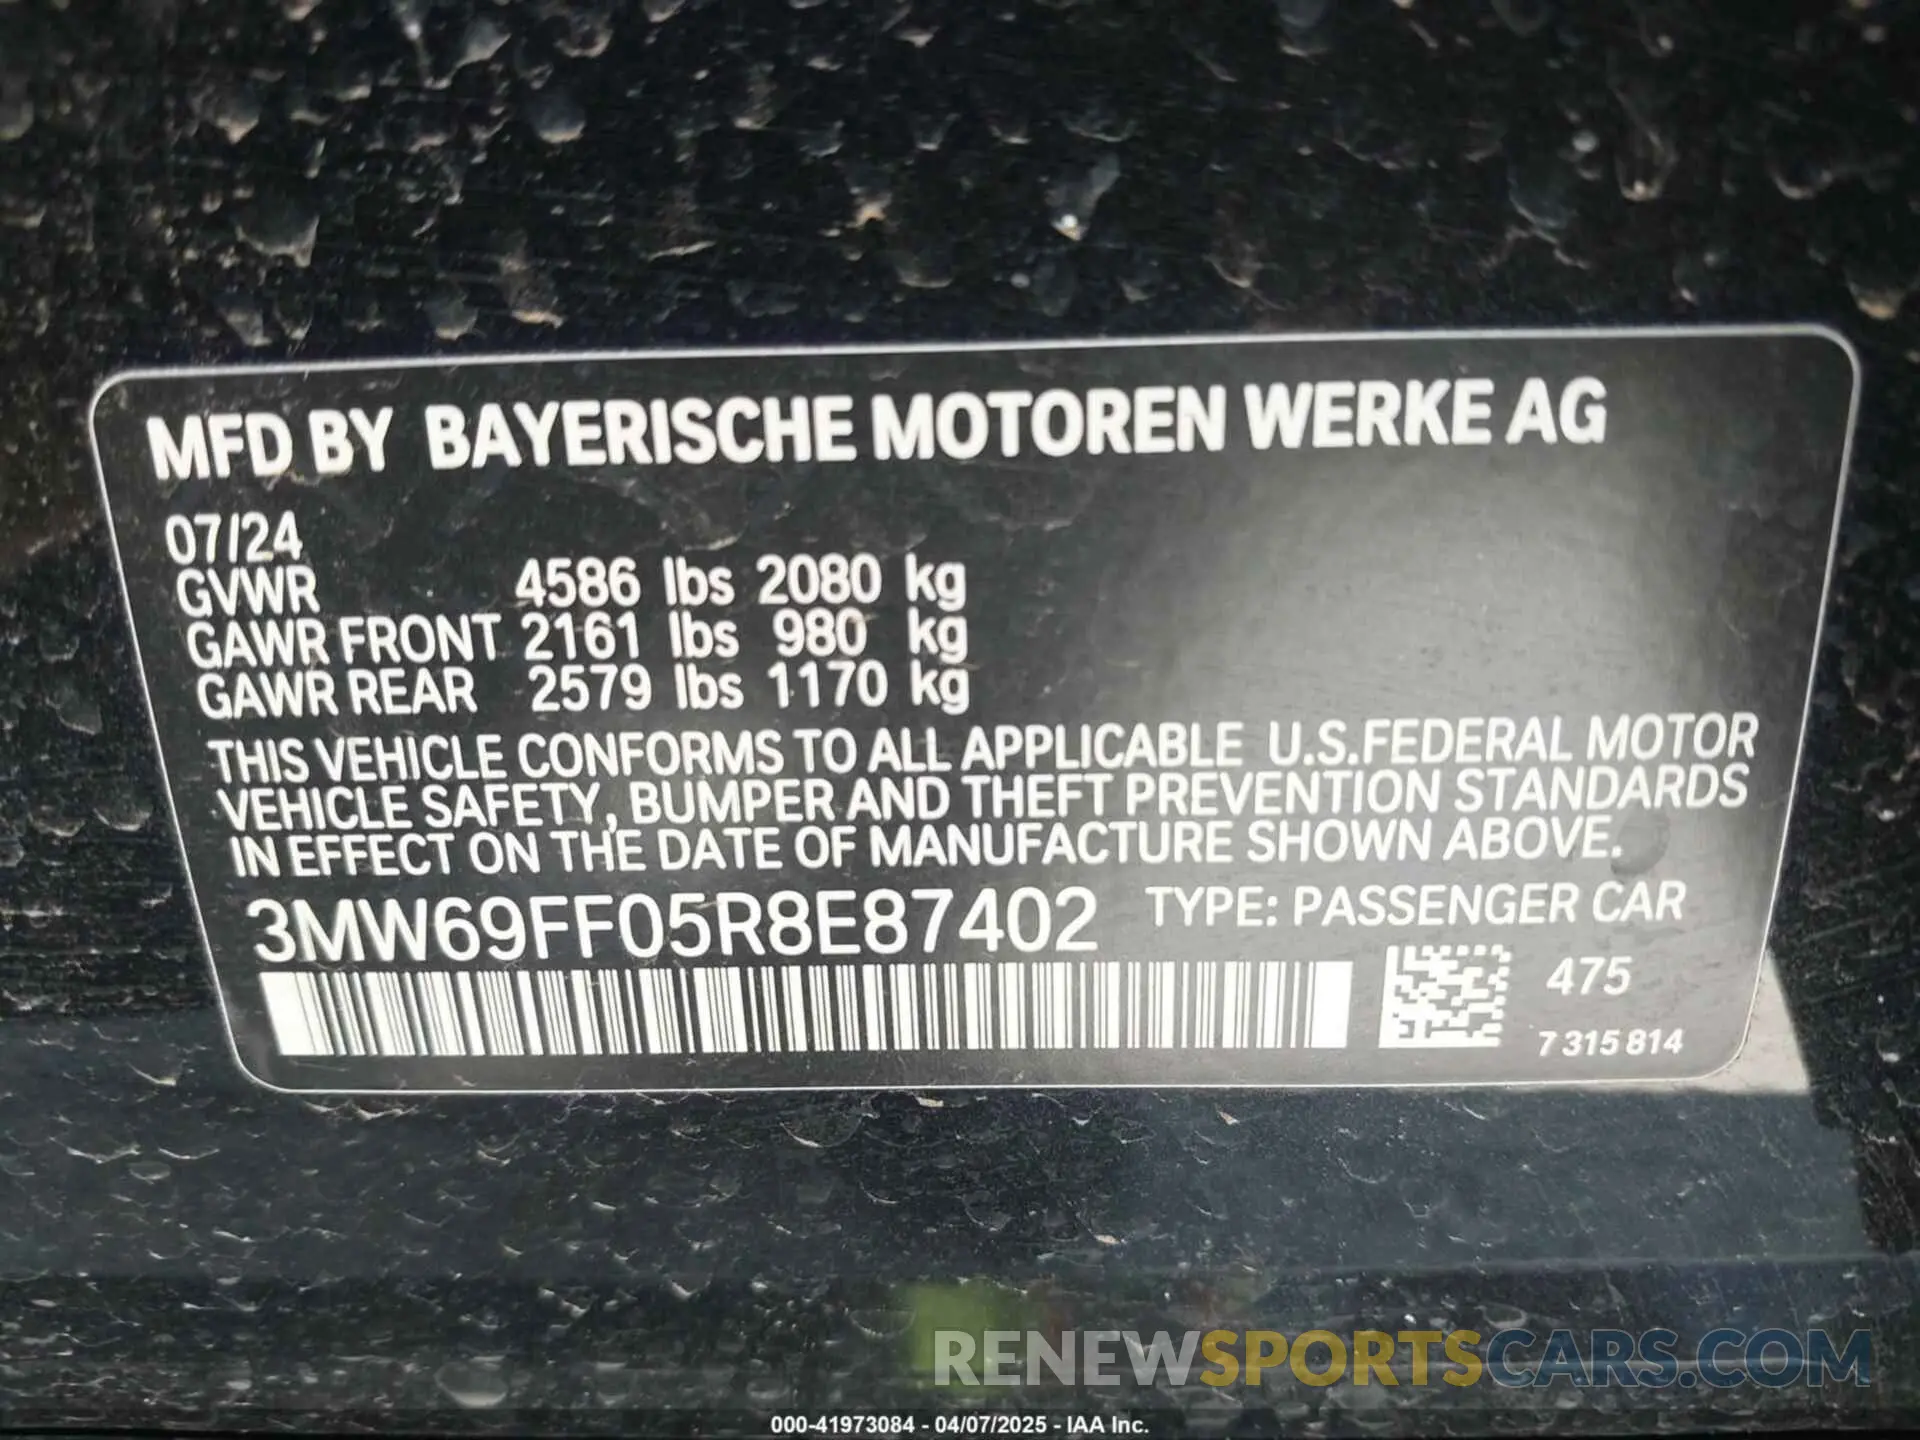 MFD BY BAYERISCHE MOTOREN WERKE AG
07/24
GVWR 4586 lbs 2080 kg
GAWR FRONT 2161 lbs 980 kg
GAWR REAR 2579 lbs 1170 kg
THIS VEHICLE CONFORMS TO ALL APPLICABLE U.S.FEDERAL MOTOR
VEHICLE SAFETY, BUMPER AND THEFT PREVENTION STANDARDS
IN EFFECT ON THE DATE OF MANUFACTURE SHOWN ABOVE.
3MW69FF05R8E87402 TYPE: PASSENGER CAR
475
7 315 814
RENEWSPORTSCARS.COM
000-41973084 - 04/07/2025 - IAA Inc.